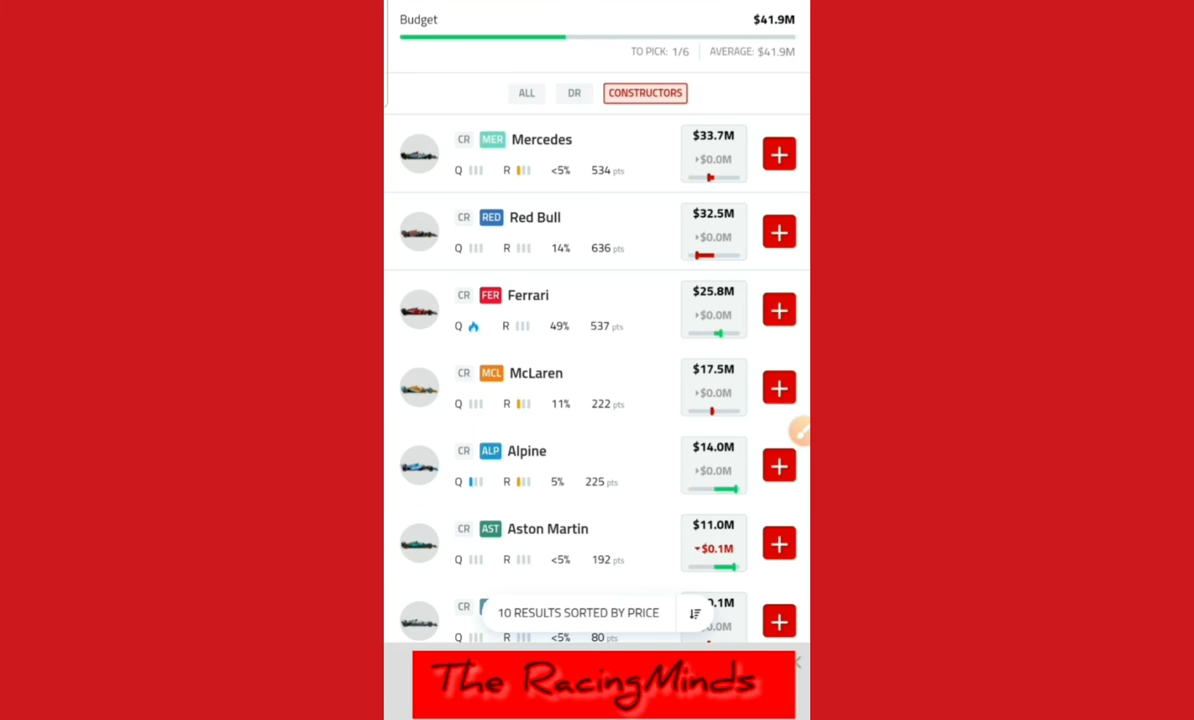 Budget $41.9M
TO PICK: 1/6 AVERAGE: $41.9M
ALL DR CONSTRUCTORS
CR MER Mercedes $33.7M
$0.0M
Q R <5% 534 pts
CR RED Red Bull $32.5M
$0.0M
Q R 14% 636 pts
CR FER Ferrari $25.8M
$0.0M
Q R 49% 537 pts
CR MCL McLaren $17.5M
$0.0M
Q R 11% 222 pts
CR ALP Alpine $14.0M
$0.0M
Q R 5% 225 pts
CR AST Aston Martin $11.0M
$0.1M
Q R <5% 192 pts
CR
10 RESULTS SORTED BY PRICE
Q R <5% 80 pts
The RacingMinds